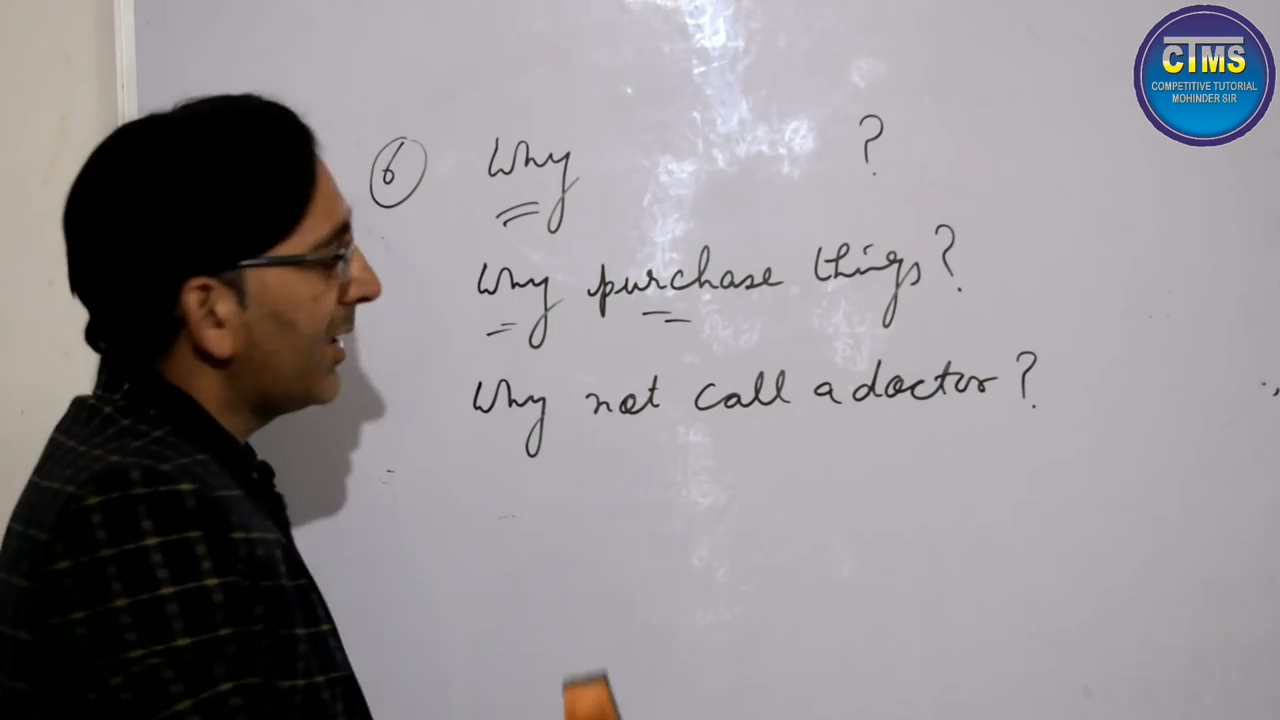 CTMS
COMPETITIVE TUTORIAL
MOHINDER SIR
6 Why ?
Why purchase things?
Why not call a doctor?